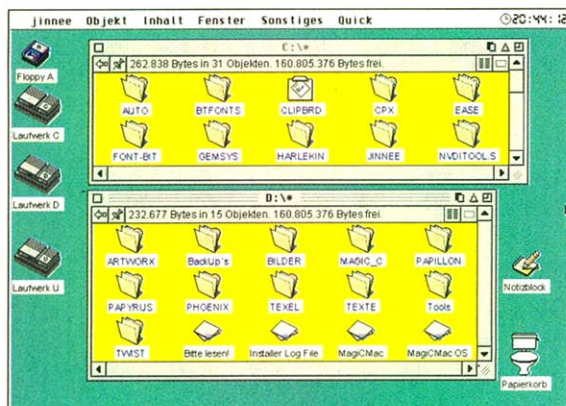 jinnee Objekt Inhalt Fenster Sonstiges Quick 20:44:12
Floppy A
Laufwerk C
Laufwerk D
Laufwerk U
C:\*
262.838 Bytes in 31 Objekten. 160.805.376 Bytes frei.
AUTO BTFONTS CLIPBRD CPX EASE
FONT-BIT GEMSYS HARLEKIN JINNEE NVDITOOL.S
D:\*
232.677 Bytes in 15 Objekten. 160.805.376 Bytes frei.
ARTWORX BackUp's BILDER MAGIC_C PAPILLON
PAPYRUS PHOENIX TEXEL TEXTE Tools
TWIST Bitte lesen! Installer Log File MagiCMac MagiCMac OS
Notizblock
Papierkorb